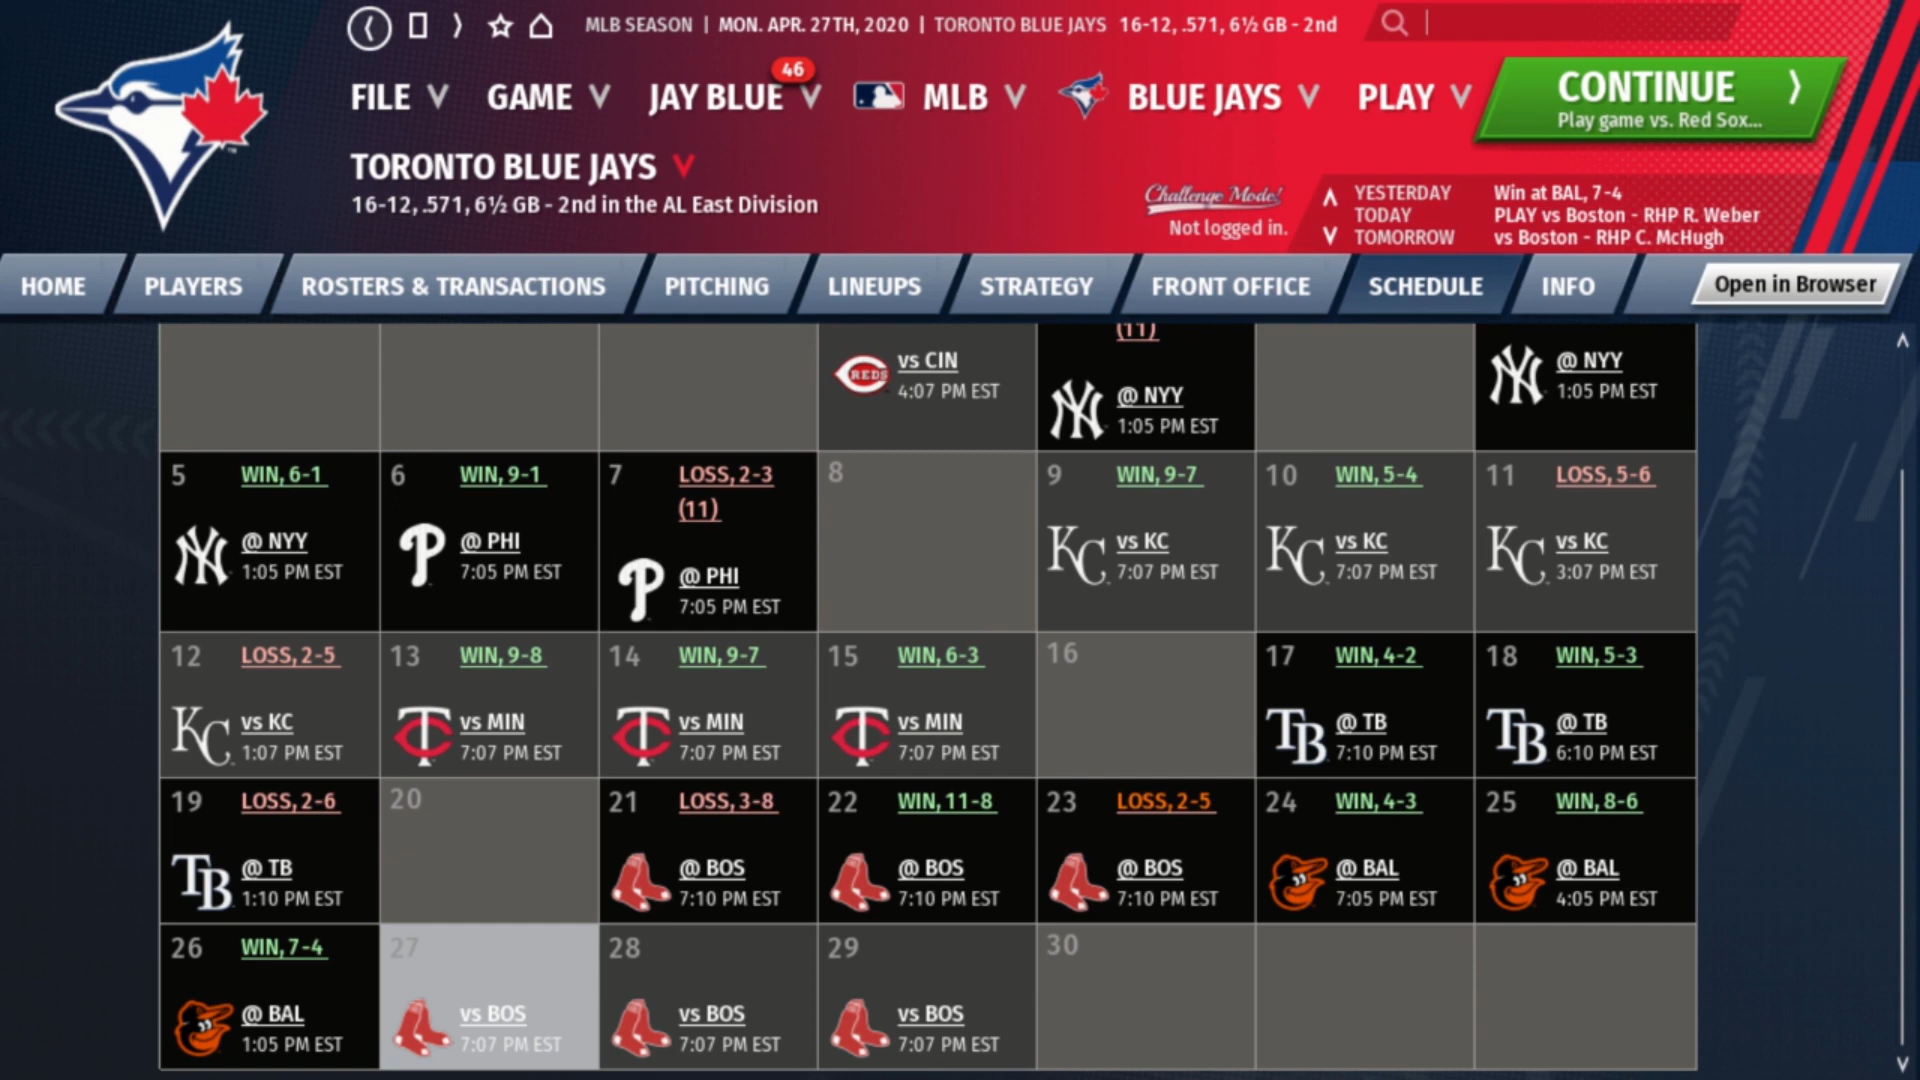 MLB SEASON | MON. APR. 27TH, 2020 | TORONTO BLUE JAYS 16-12, .571, 6½ GB - 2nd
FILE GAME JAY BLUE 46 MLB BLUE JAYS PLAY
CONTINUE
Play game vs. Red Sox...
TORONTO BLUE JAYS
16-12, .571, 6½ GB - 2nd in the AL East Division
Challenge Mode!
Not logged in.
YESTERDAY Win at BAL, 7-4
TODAY PLAY vs Boston - RHP R. Weber
TOMORROW vs Boston - RHP C. McHugh
HOME PLAYERS ROSTERS & TRANSACTIONS PITCHING LINEUPS STRATEGY FRONT OFFICE SCHEDULE INFO Open in Browser
(11)
REDS vs CIN
4:07 PM EST
@ NYY
1:05 PM EST
@ NYY
1:05 PM EST
5 WIN, 6-1
@ NYY
1:05 PM EST
6 WIN, 9-1
P @ PHI
7:05 PM EST
7 LOSS, 2-3
(11)
P @ PHI
7:05 PM EST
8
9 WIN, 9-7
KC vs KC
7:07 PM EST
10 WIN, 5-4
KC vs KC
7:07 PM EST
11 LOSS, 5-6
KC vs KC
3:07 PM EST
12 LOSS, 2-5
KC vs KC
1:07 PM EST
13 WIN, 9-8
TC vs MIN
7:07 PM EST
14 WIN, 9-7
TC vs MIN
7:07 PM EST
15 WIN, 6-3
TC vs MIN
7:07 PM EST
16
17 WIN, 4-2
TB @ TB
7:10 PM EST
18 WIN, 5-3
TB @ TB
6:10 PM EST
19 LOSS, 2-6
TB @ TB
1:10 PM EST
20
21 LOSS, 3-8
@ BOS
7:10 PM EST
22 WIN, 11-8
@ BOS
7:10 PM EST
23 LOSS, 2-5
@ BOS
7:10 PM EST
24 WIN, 4-3
@ BAL
7:05 PM EST
25 WIN, 8-6
@ BAL
4:05 PM EST
26 WIN, 7-4
@ BAL
1:05 PM EST
27
vs BOS
7:07 PM EST
28
vs BOS
7:07 PM EST
29
vs BOS
7:07 PM EST
30